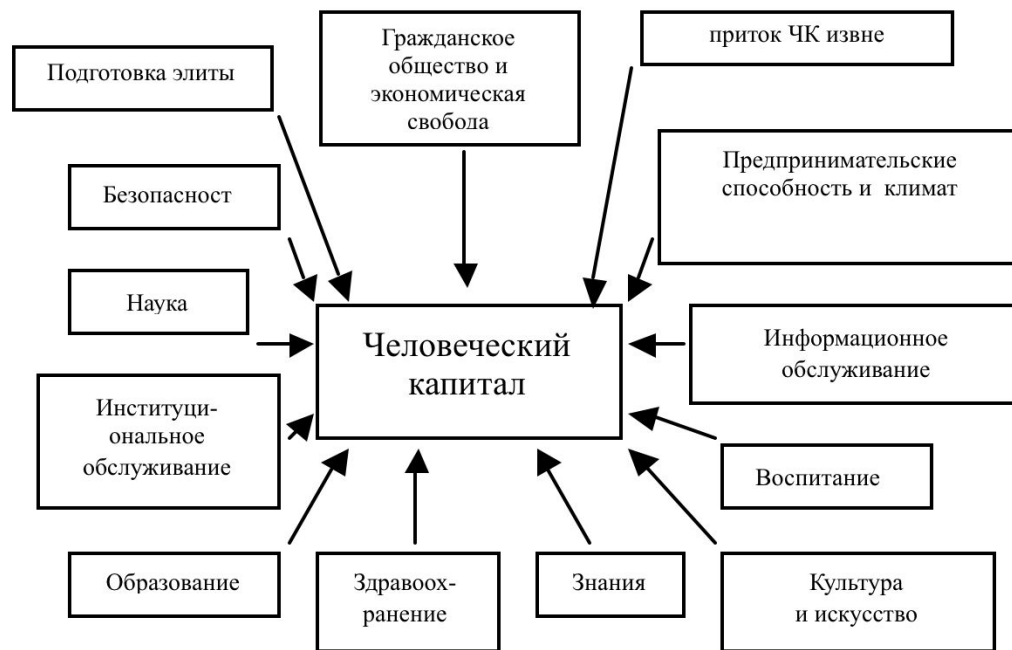 Подготовка элиты
Гражданское
общество и
экономическая
свобода
приток ЧК извне
Предпринимательские
способность и климат
Безопасност
Наука
Человеческий
капитал
Информационное
обслуживание
Институци-
ональное
обслуживание
Воспитание
Образование
Здравоох-
ранение
Знания
Культура
и искусство